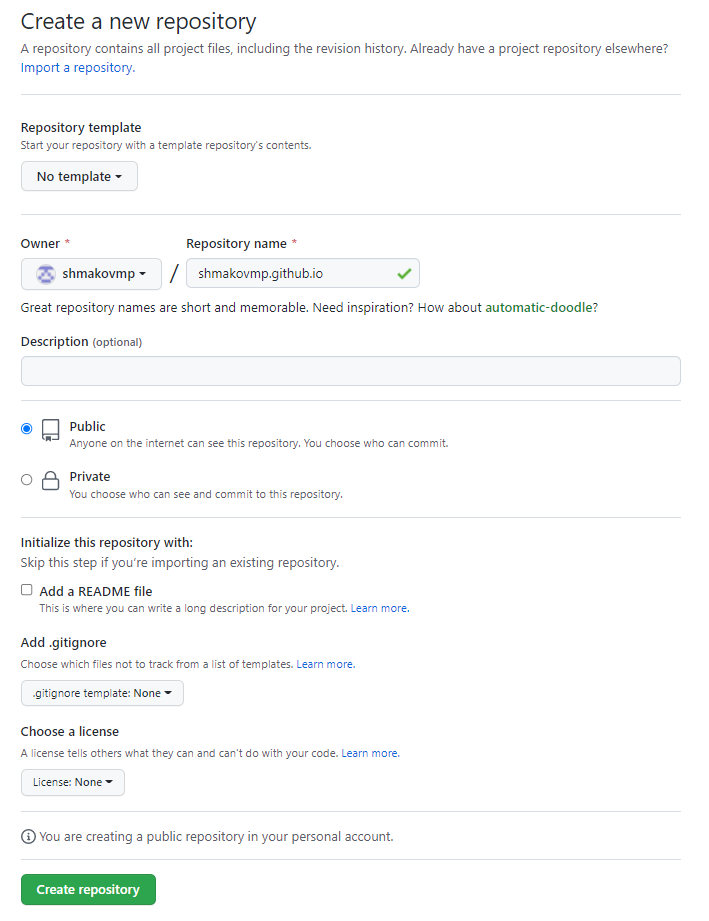 Create a new repository
A repository contains all project files, including the revision history. Already have a project repository elsewhere?
Import a repository.
Repository template
Start your repository with a template repository's contents.
No template
Owner *
Repository name *
shmakovmp
/
shmakovmp.github.io
Great repository names are short and memorable. Need inspiration? How about automatic-doodle?
Description (optional)
Public
Anyone on the internet can see this repository. You choose who can commit.
Private
You choose who can see and commit to this repository.
Initialize this repository with:
Skip this step if you're importing an existing repository.
Add a README file
This is where you can write a long description for your project. Learn more.
Add .gitignore
Choose which files not to track from a list of templates. Learn more.
.gitignore template: None
Choose a license
A license tells others what they can and can't do with your code. Learn more.
License: None
You are creating a public repository in your personal account.
Create repository